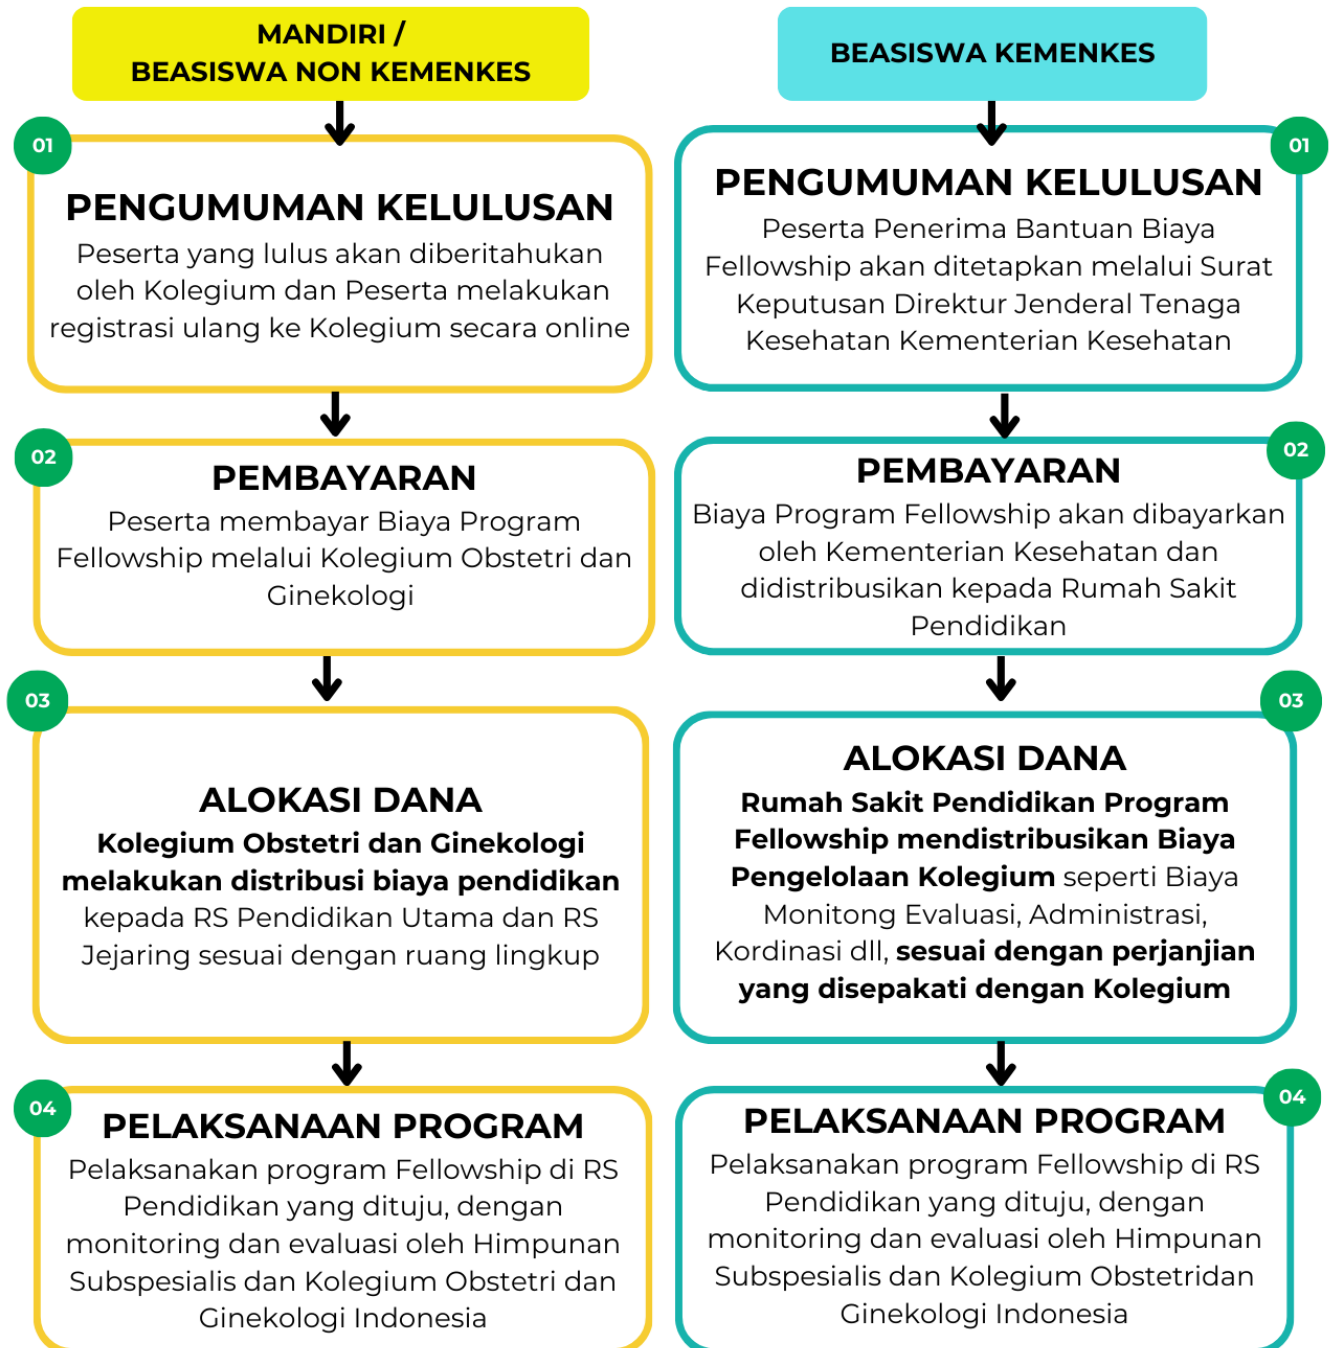 MANDIRI /
BEASISWA NON KEMENKES
01
PENGUMUMAN KELULUSAN
Peserta yang lulus akan diberitahukan
oleh Kolegium dan Peserta melakukan
registrasi ulang ke Kolegium secara online
02
PEMBAYARAN
Peserta membayar Biaya Program
Fellowship melalui Kolegium Obstetri dan
Ginekologi
03
ALOKASI DANA
Kolegium Obstetri dan Ginekologi
melakukan distribusi biaya pendidikan
kepada RS Pendidikan Utama dan RS
Jejaring sesuai dengan ruang lingkup
04
PELAKSANAAN PROGRAM
Pelaksanakan program Fellowship di RS
Pendidikan yang dituju, dengan
monitoring dan evaluasi oleh Himpunan
Subspesialis dan Kolegium Obstetri dan
Ginekologi Indonesia
BEASISWA KEMENKES
01
PENGUMUMAN KELULUSAN
Peserta Penerima Bantuan Biaya
Fellowship akan ditetapkan melalui Surat
Keputusan Direktur Jenderal Tenaga
Kesehatan Kementerian Kesehatan
02
PEMBAYARAN
Biaya Program Fellowship akan dibayarkan
oleh Kementerian Kesehatan dan
didistribusikan kepada Rumah Sakit
Pendidikan
03
ALOKASI DANA
Rumah Sakit Pendidikan Program
Fellowship mendistribusikan Biaya
Pengelolaan Kolegium seperti Biaya
Monitong Evaluasi, Administrasi,
Kordinasi dll, sesuai dengan perjanjian
yang disepakati dengan Kolegium
04
PELAKSANAAN PROGRAM
Pelaksanakan program Fellowship di RS
Pendidikan yang dituju, dengan
monitoring dan evaluasi oleh Himpunan
Subspesialis dan Kolegium Obstetridan
Ginekologi Indonesia